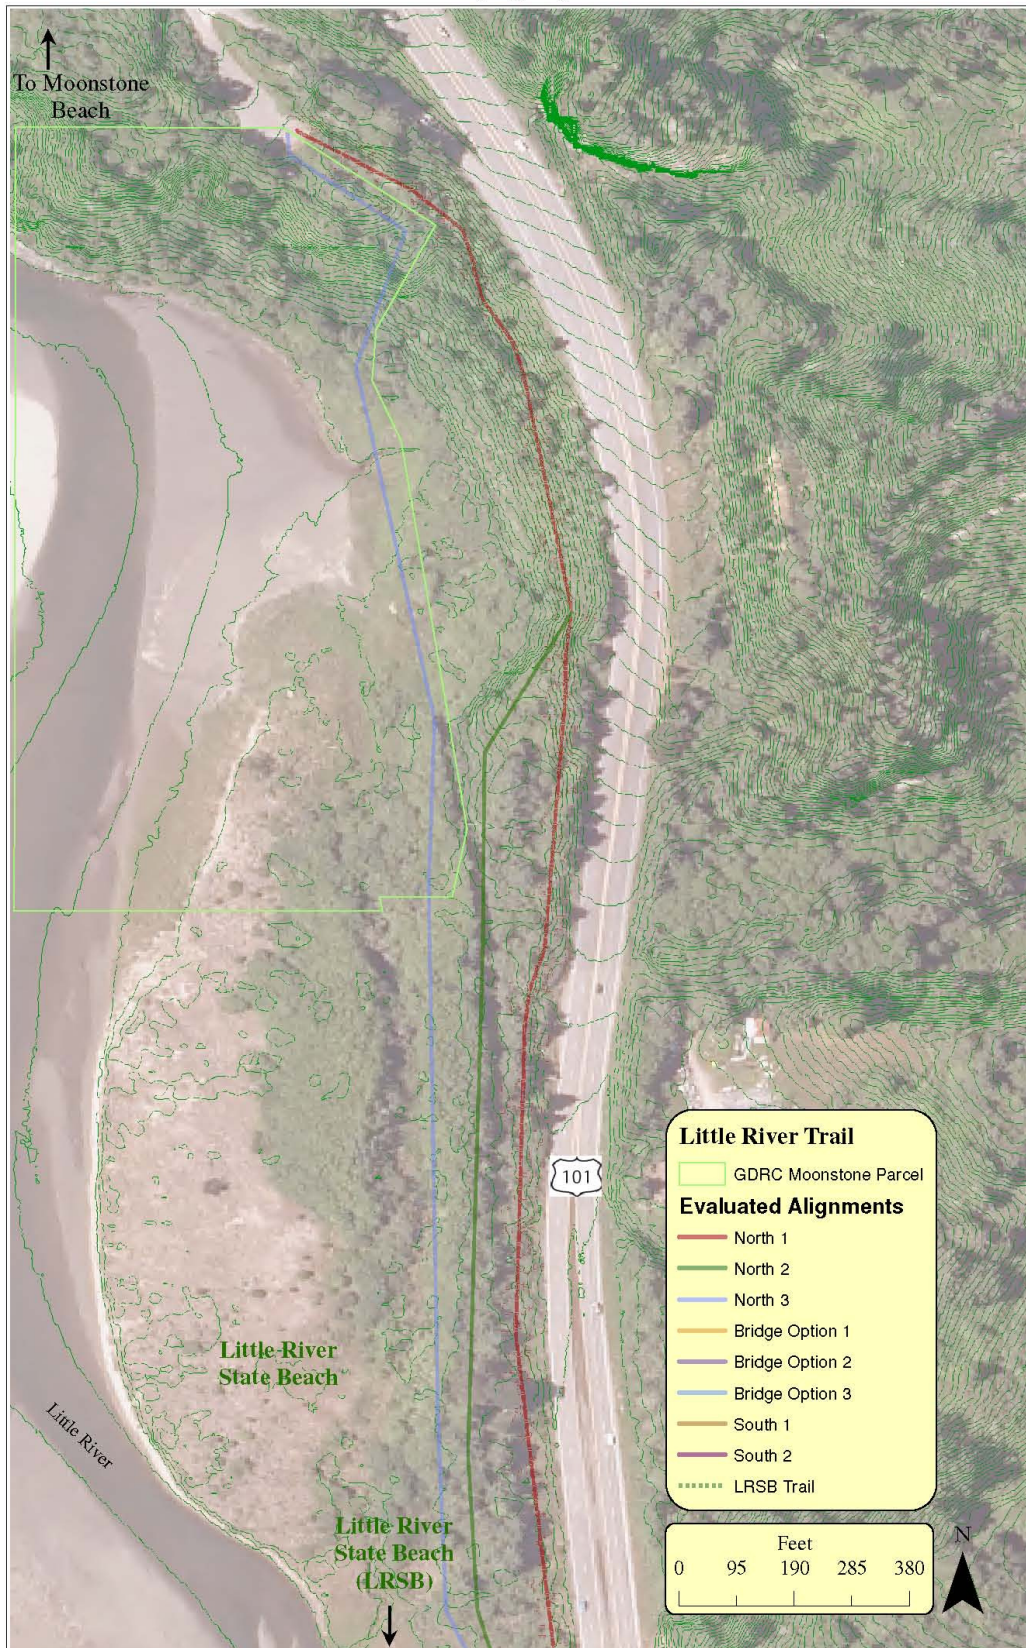 To Moonstone
Beach
101
Little River Trail
GDRC Moonstone Parcel
Evaluated Alignments
North 1
North 2
North 3
Bridge Option 1
Bridge Option 2
Bridge Option 3
South 1
South 2
LRSB Trail
Little River
State Beach
Little River
Little River
State Beach
(LRSB)
Feet
0 95 190 285 380
N